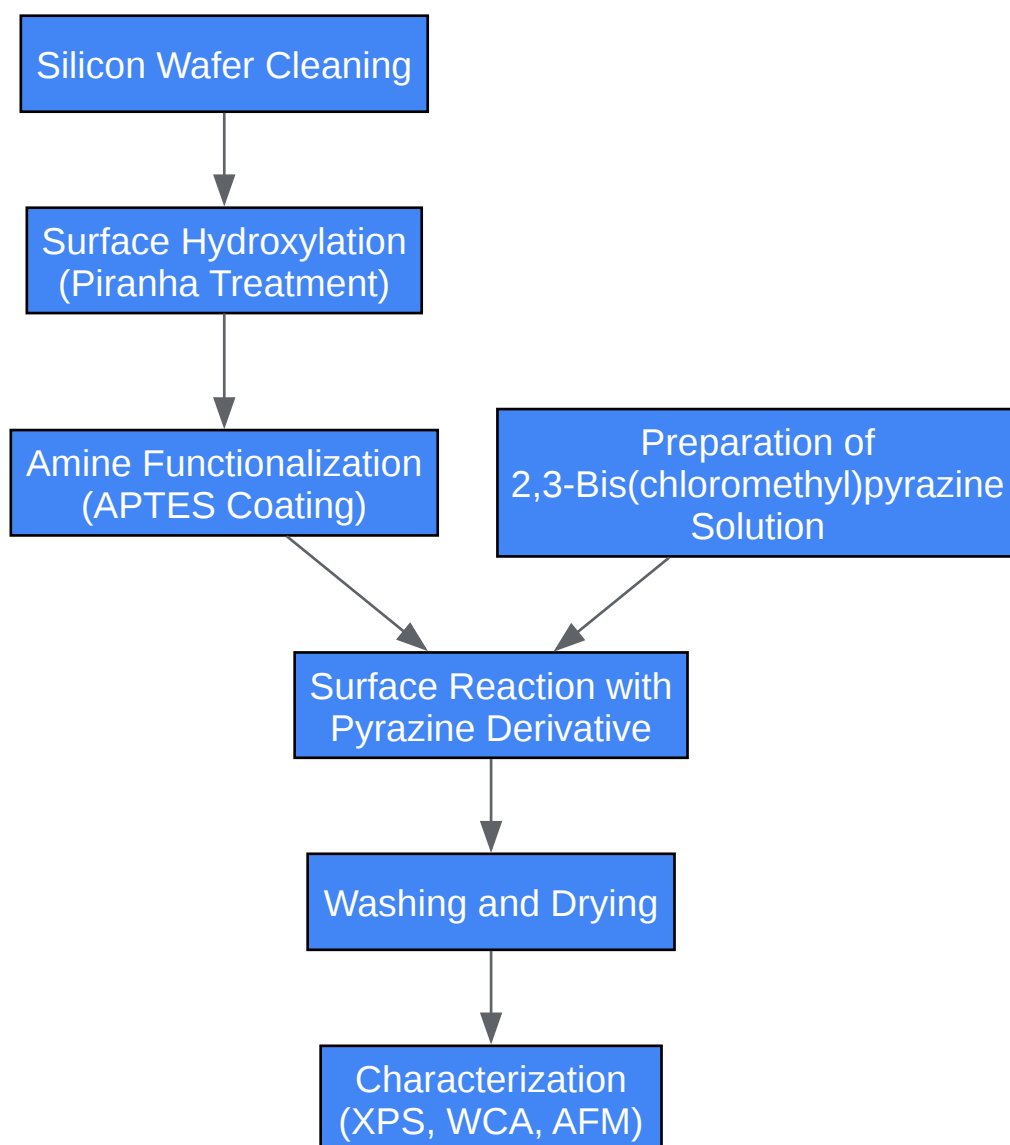 Silicon Wafer Cleaning
Surface Hydroxylation
(Piranha Treatment)
Amine Functionalization
(APTES Coating)
Preparation of
2,3-Bis(chloromethyl)pyrazine
Solution
Surface Reaction with
Pyrazine Derivative
Washing and Drying
Characterization
(XPS, WCA, AFM)